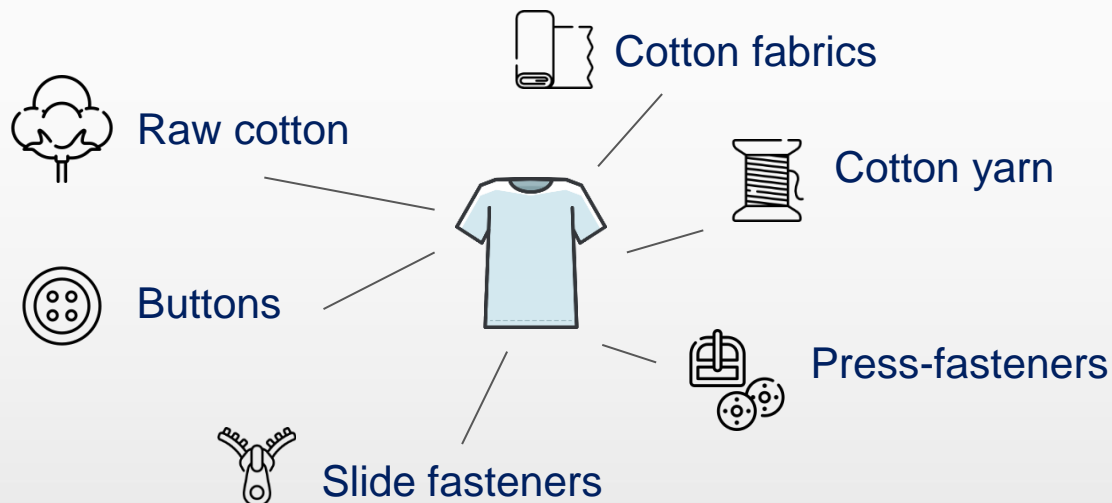 Cotton fabrics
Raw cotton
Cotton yarn
Buttons
Press-fasteners
Slide fasteners